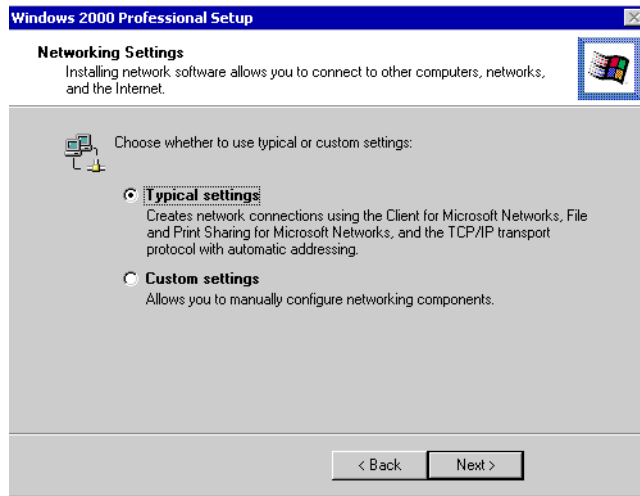 Windows 2000 Professional Setup
Networking Settings
Installing network software allows you to connect to other computers, networks,
and the Internet.
Choose whether to use typical or custom settings:
Typical settings
Creates network connections using the Client for Microsoft Networks, File
and Print Sharing for Microsoft Networks, and the TCP/IP transport
protocol with automatic addressing.
Custom settings
Allows you to manually configure networking components.
< Back
Next >